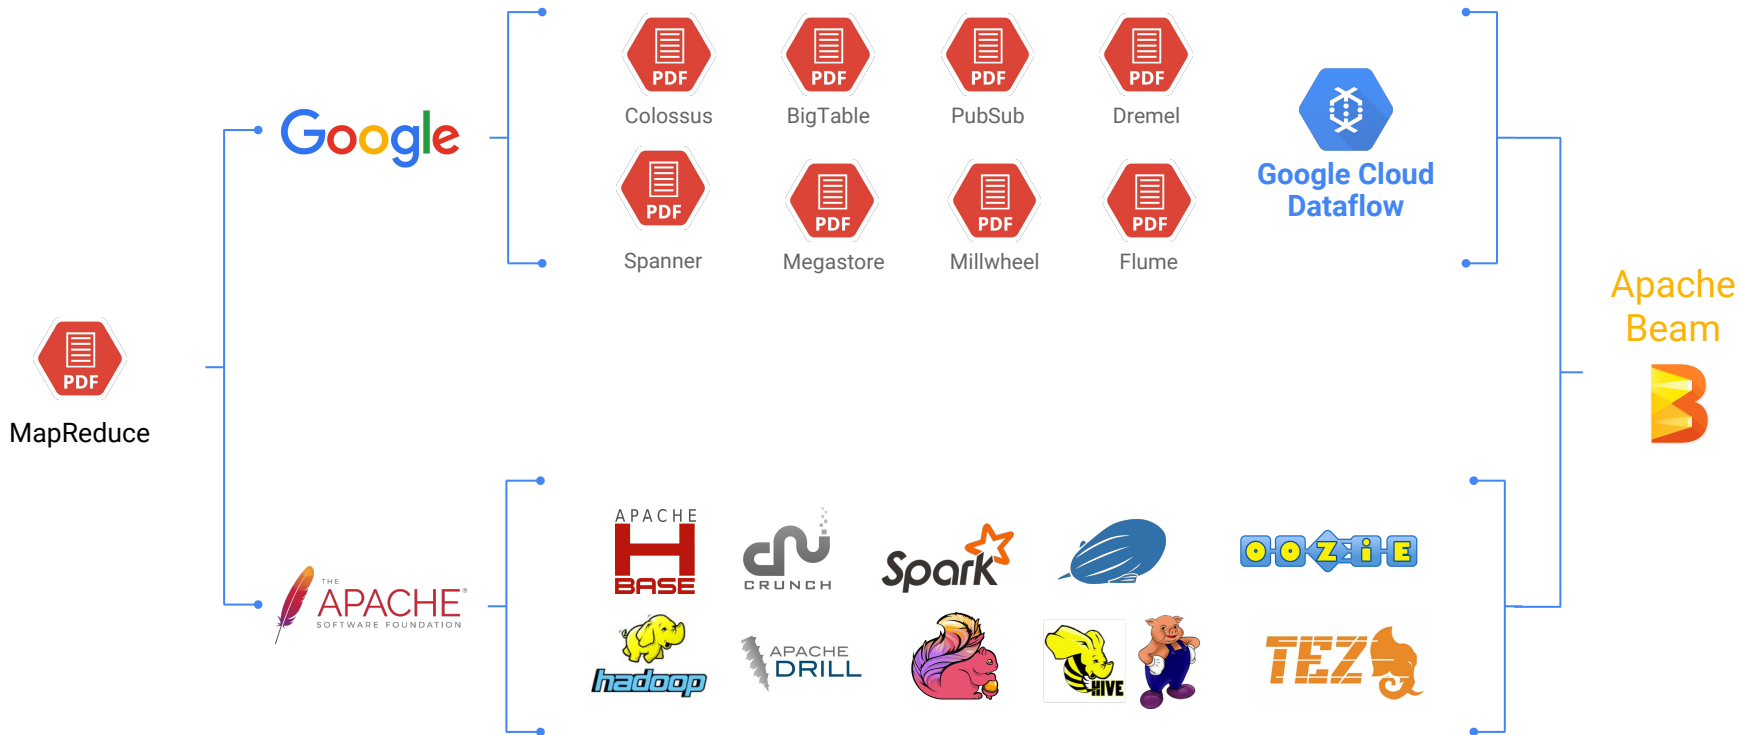 PDF
Colossus
PDF
BigTable
PDF
PubSub
PDF
Dremel
Google
PDF
Spanner
PDF
Megastore
PDF
Millwheel
PDF
Flume
Google Cloud
Dataflow
Apache
Beam
PDF
MapReduce
THE
APACHE®
SOFTWARE FOUNDATION
APACHE
H
BASE
CRUNCH
Spark
OOZiE
hadoop
APACHE
DRILL
HIVE
TEZ